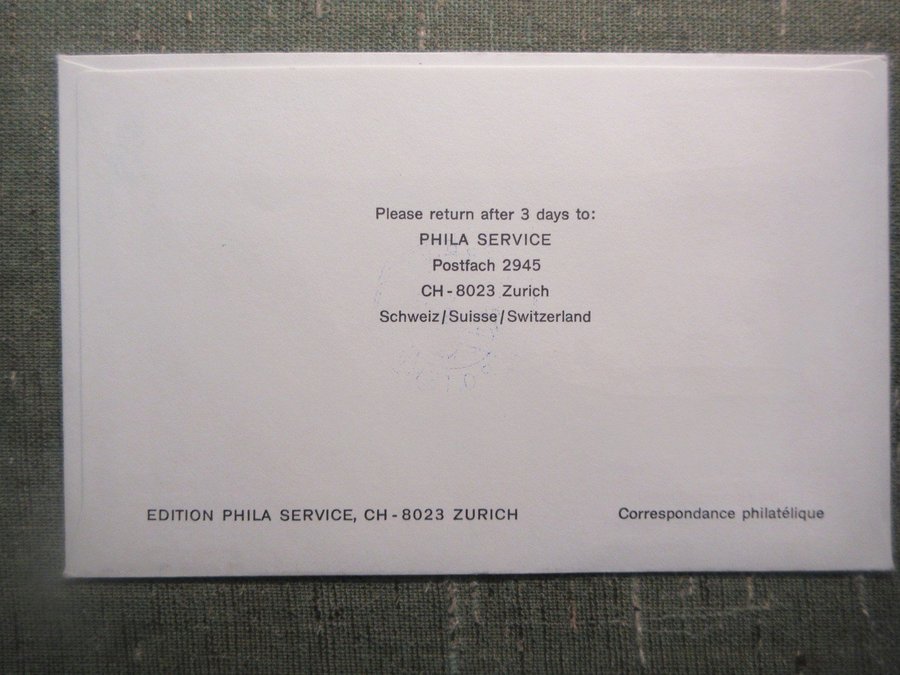 Please return after 3 days to:
PHILA SERVICE
Postfach 2945
CH-8023 Zurich
Schweiz/Suisse/Switzerland
EDITION PHILA SERVICE, CH-8023 ZURICH
Correspondance philatélique